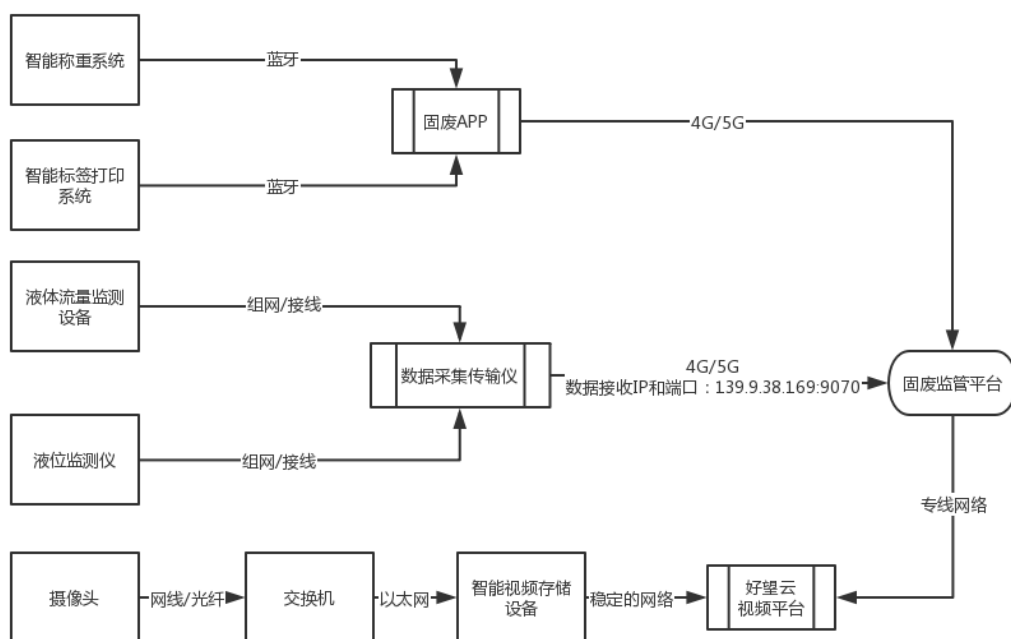 智能称重系统
蓝牙
固废APP
4G/5G
智能标签打印
系统
蓝牙
液体流量监测
设备
组网/接线
数据采集传输仪
4G/5G
数据接收IP和端口：139.9.38.169:9070
固废监管平台
液位监测仪
组网/接线
专线网络
摄像头
网线/光纤
交换机
以太网
智能视频存储
设备
稳定的网络
好望云
视频平台